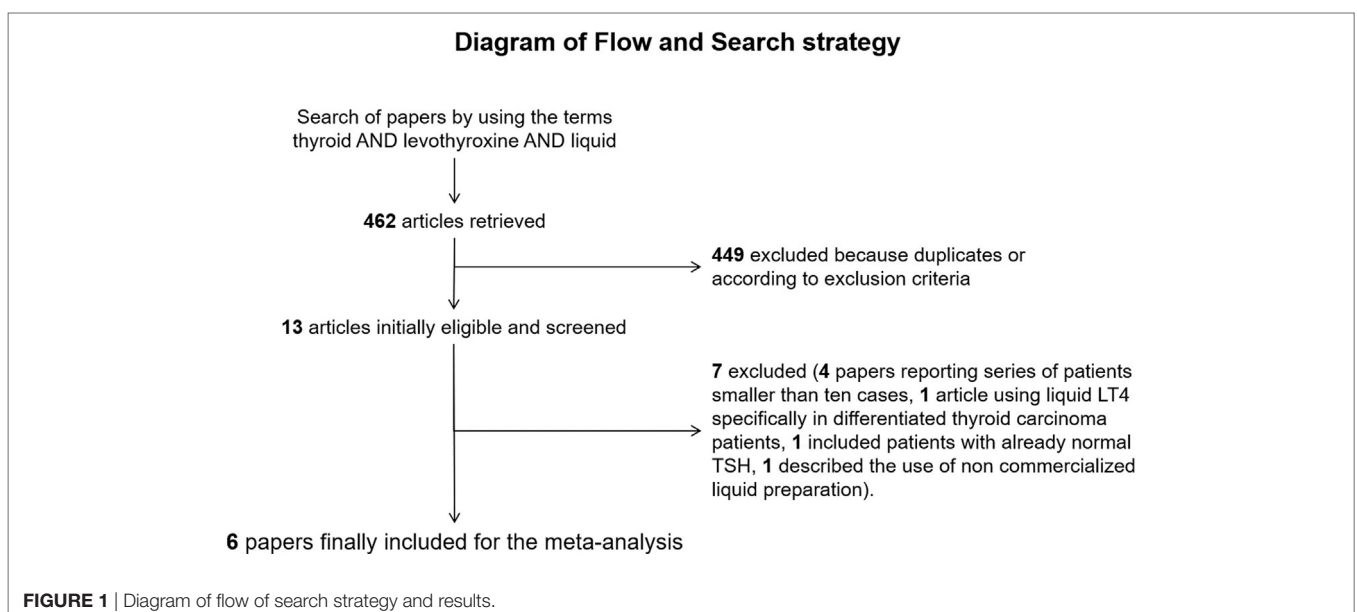 Diagram of Flow and Search strategy
Search of papers by using the terms
thyroid AND levothyroxine AND liquid
462 articles retrieved
449 excluded because duplicates or
according to exclusion criteria
13 articles initially eligible and screened
7 excluded (4 papers reporting series of patients
smaller than ten cases, 1 article using liquid LT4
specifically in differentiated thyroid carcinoma
patients, 1 included patients with already normal
TSH, 1 described the use of non commercialized
liquid preparation).
6 papers finally included for the meta-analysis
FIGURE 1 | Diagram of flow of search strategy and results.